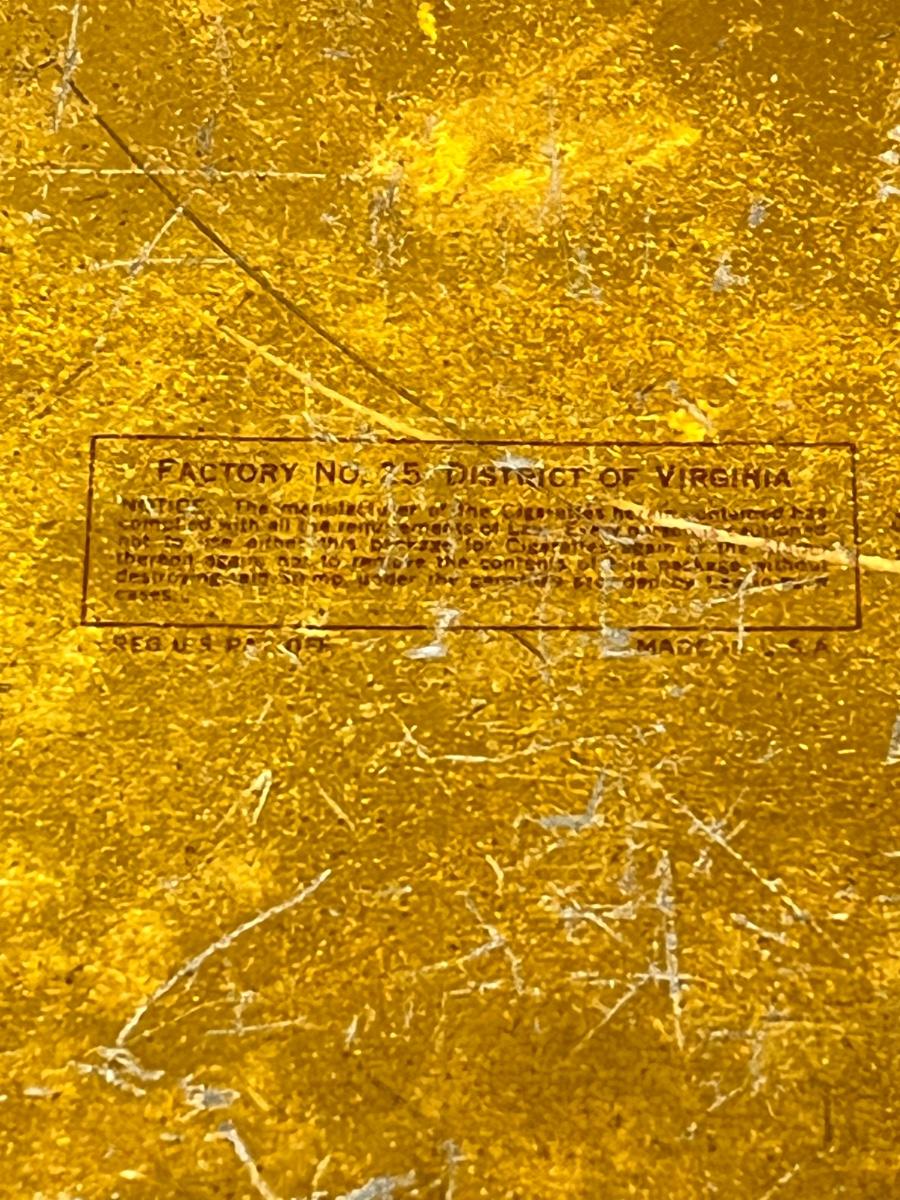 FACTORY NO. 25 DISTRICT OF VIRGINIA
NOTICE. The manufacturer of the Cigarettes herein contained has
complied with all the requirements of Law. Every person is cautioned
not to use either this package for Cigarettes again or the stamp
thereon again, nor to remove the contents of this package without
destroying said Stamp, under the penalties provided by Law in such
cases.
REG. U.S. PAT. OFF. MADE IN U.S.A